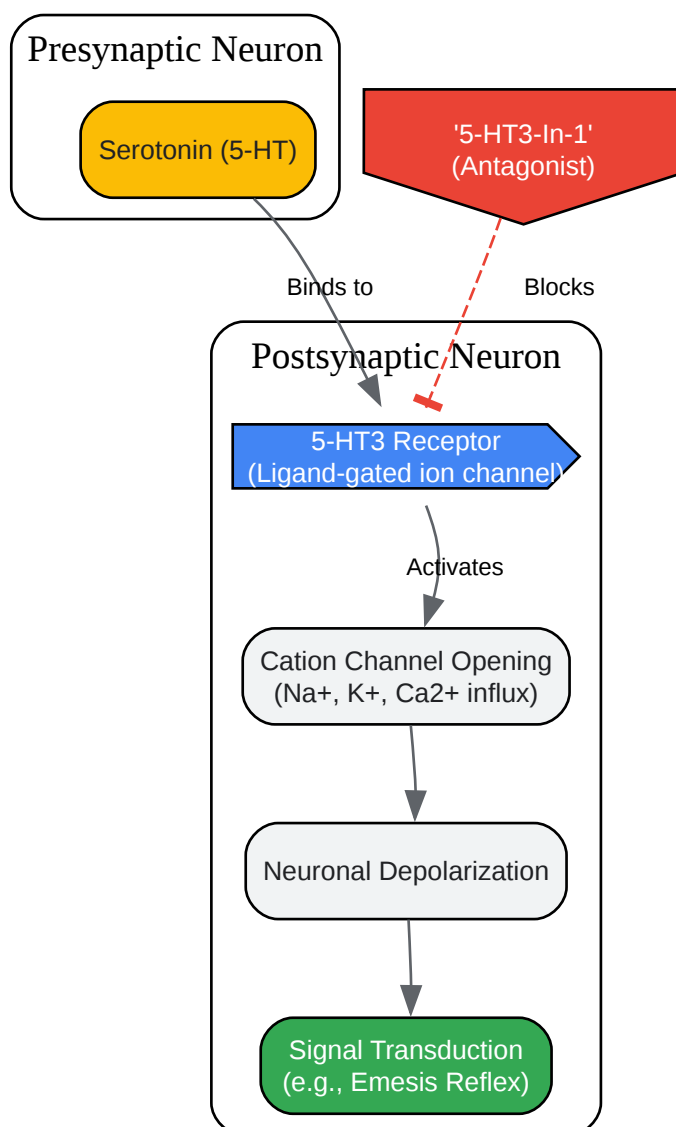 Presynaptic Neuron
Serotonin (5-HT)
'5-HT3-In-1'
(Antagonist)
Binds to
Blocks
Postsynaptic Neuron
5-HT3 Receptor
(Ligand-gated ion channel)
Activates
Cation Channel Opening
(Na+, K+, Ca2+ influx)
Neuronal Depolarization
Signal Transduction
(e.g., Emesis Reflex)